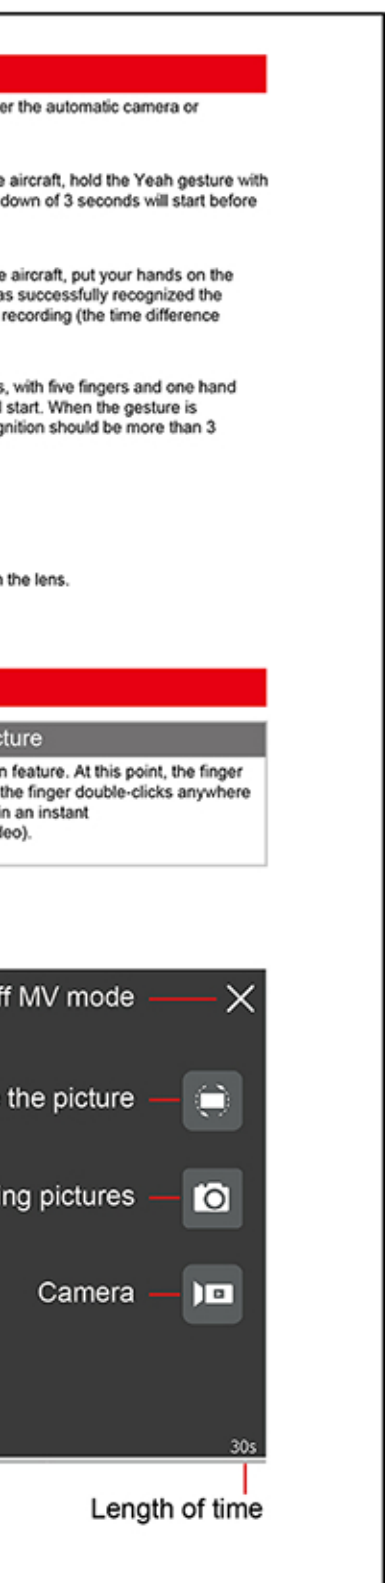 er the automatic camera or
e aircraft, hold the Yeah gesture with
down of 3 seconds will start before
e aircraft, put your hands on the
as successfully recognized the
recording (the time difference
s, with five fingers and one hand
l start. When the gesture is
gnition should be more than 3
n the lens.
cture
n feature. At this point, the finger
the finger double-clicks anywhere
in an instant
deo).
ff MV mode
the picture
ing pictures
Camera
30s
Length of time